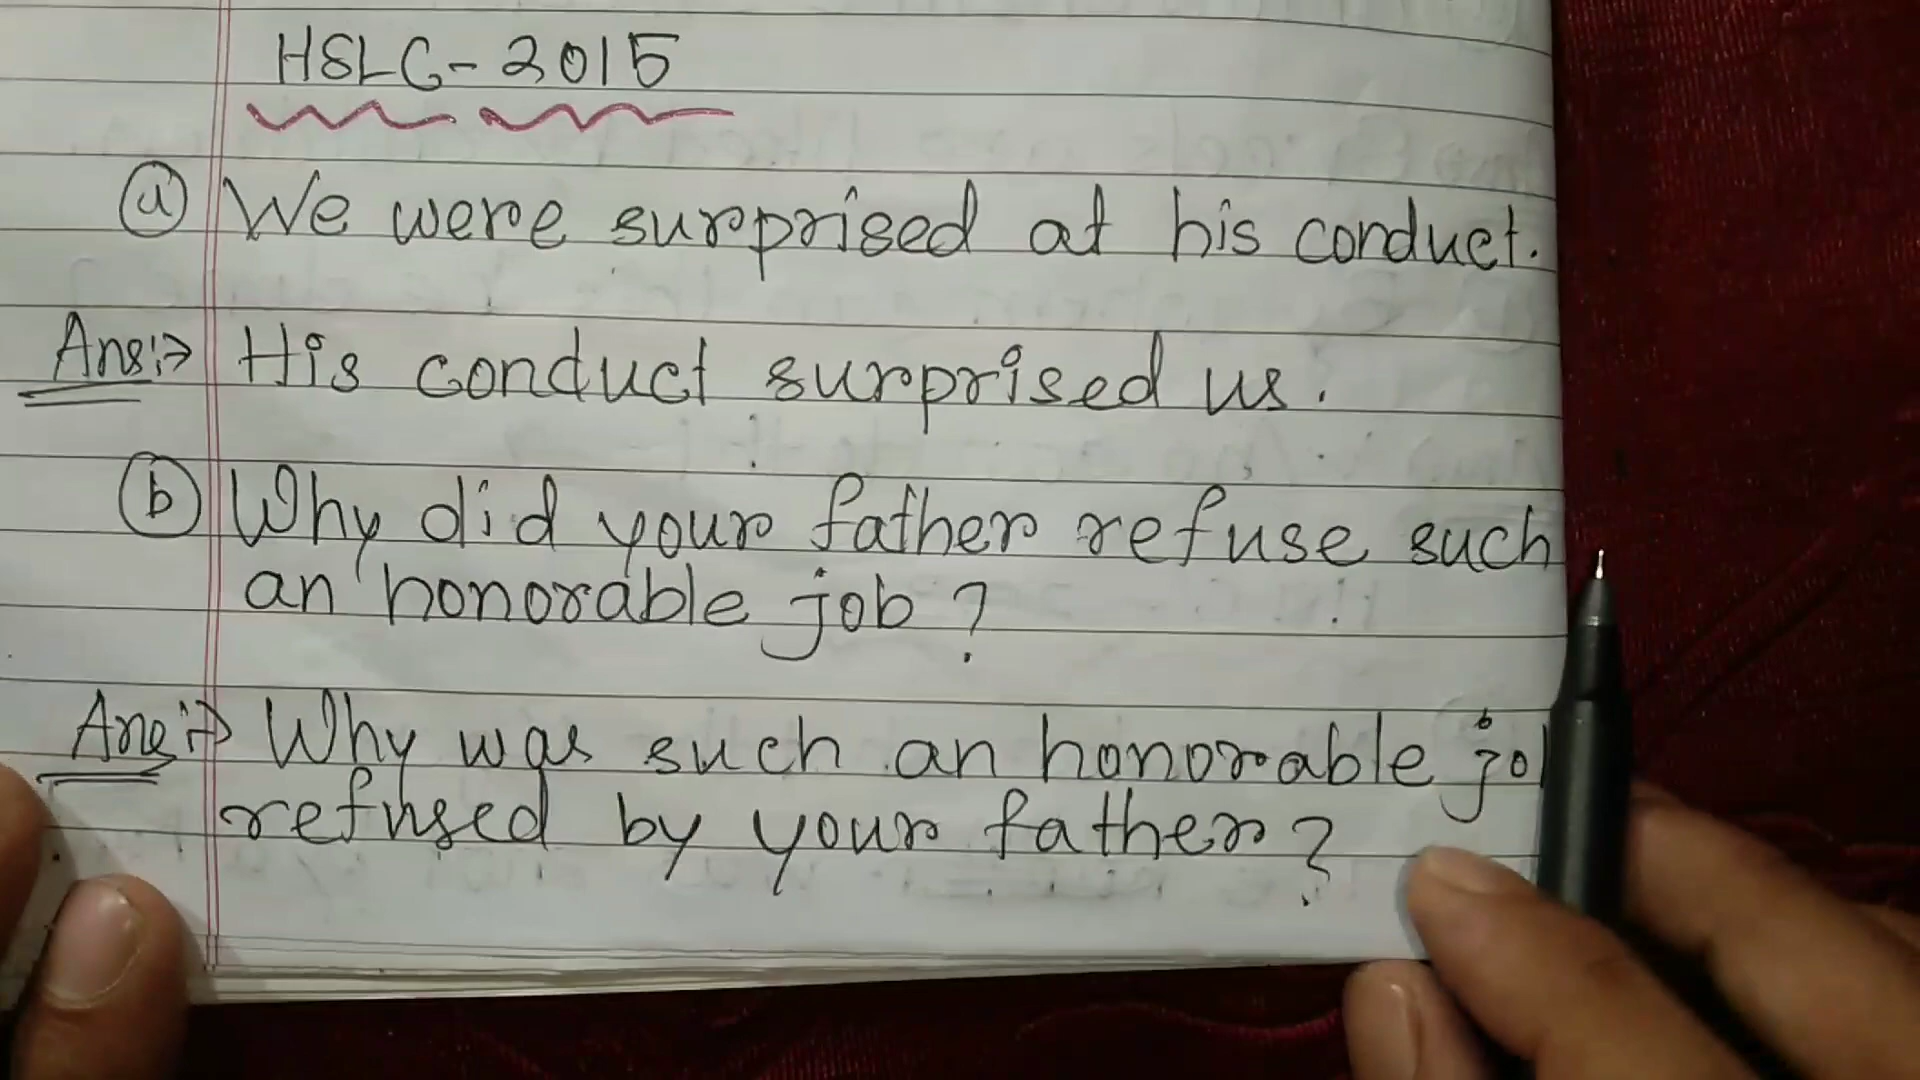 HSLC - 2015
(a) We were surprised at his conduct.
Ans:→ His conduct surprised us.
(b) Why did your father refuse such
an honorable job?
Ans:→ Why was such an honorable job
refused by your father?